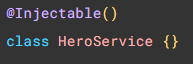 @Injectable()
class HeroService {}